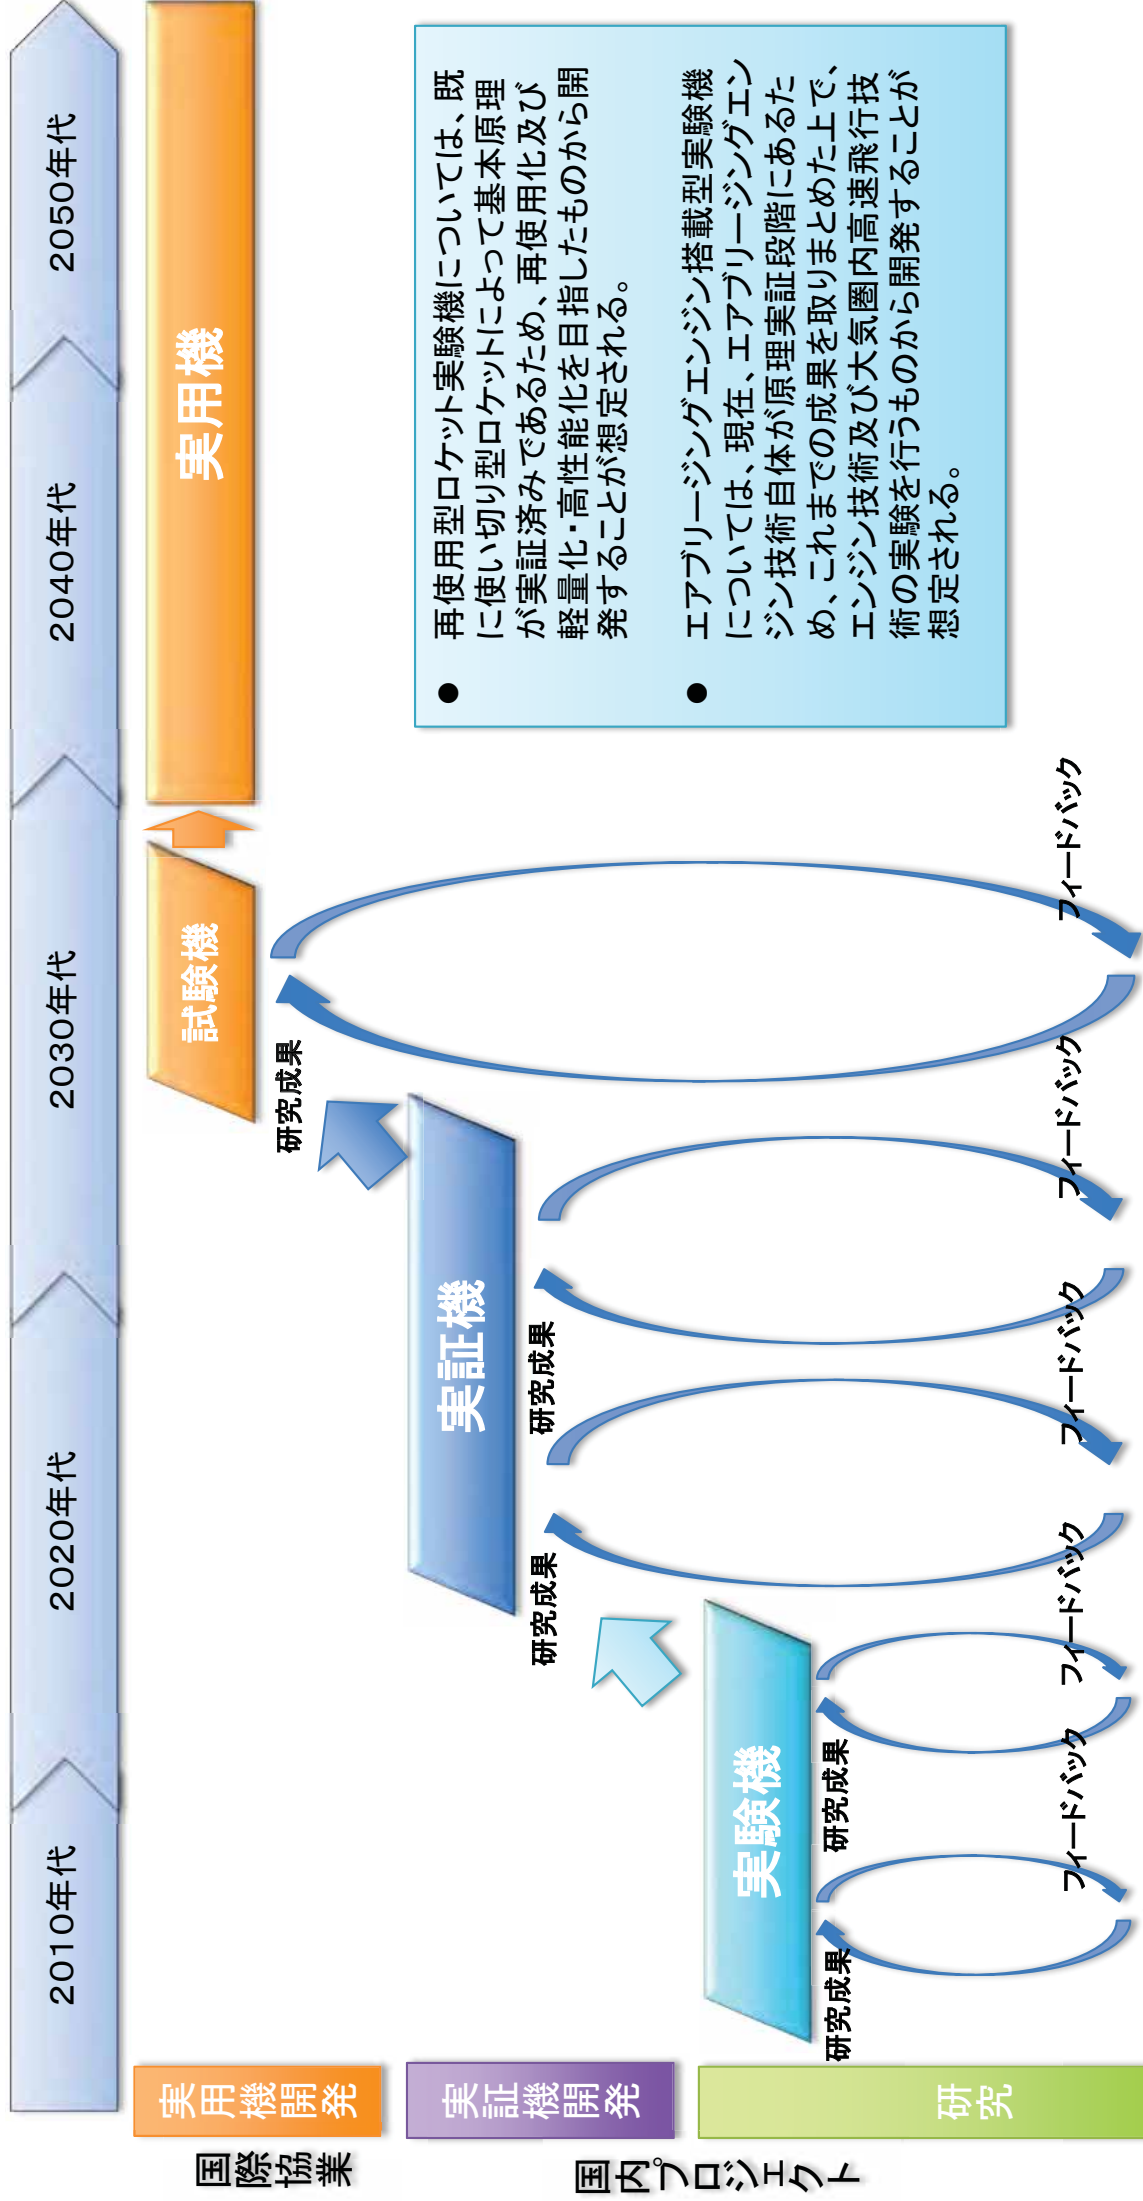 2010年代
2020年代
2030年代
2040年代
2050年代
国際協業
実用機開発
試験機
実用機
研究成果
フィードバック
国内プロジェクト
実証機開発
実証機
研究成果
研究成果
フィードバック
フィードバック
研究
実験機
研究成果
研究成果
フィードバック
フィードバック
● 再使用型ロケット実験機については、既
に使い切り型ロケットによって基本原理
が実証済みであるため、再使用化及び
軽量化・高性能化を目指したものから開
発することが想定される。
● エアブリージングエンジン搭載型実験機
については、現在、エアブリージングエン
ジン技術自体が原理実証段階にあるた
め、これまでの成果を取りまとめた上で、
エンジン技術及び大気圏内高速飛行技
術の実験を行うものから開発することが
想定される。